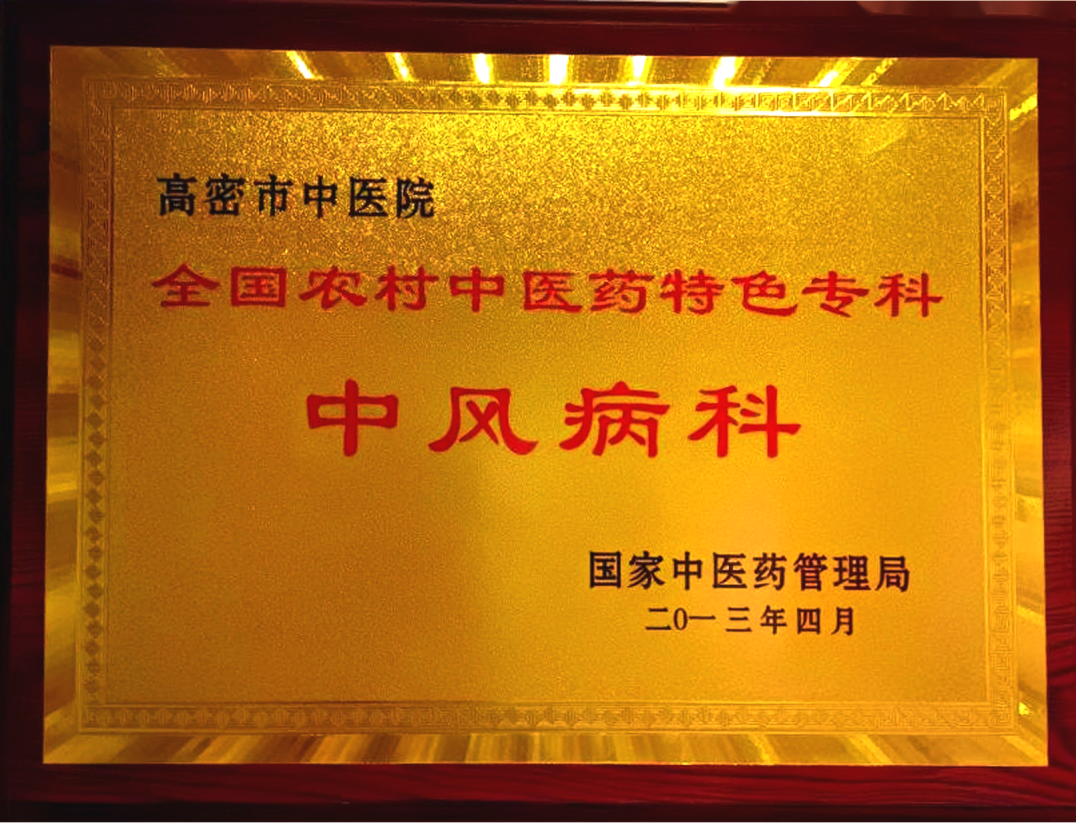 高密市中医院
全国农村中医药特色专科
中风病科
国家中医药管理局
二0一三年四月